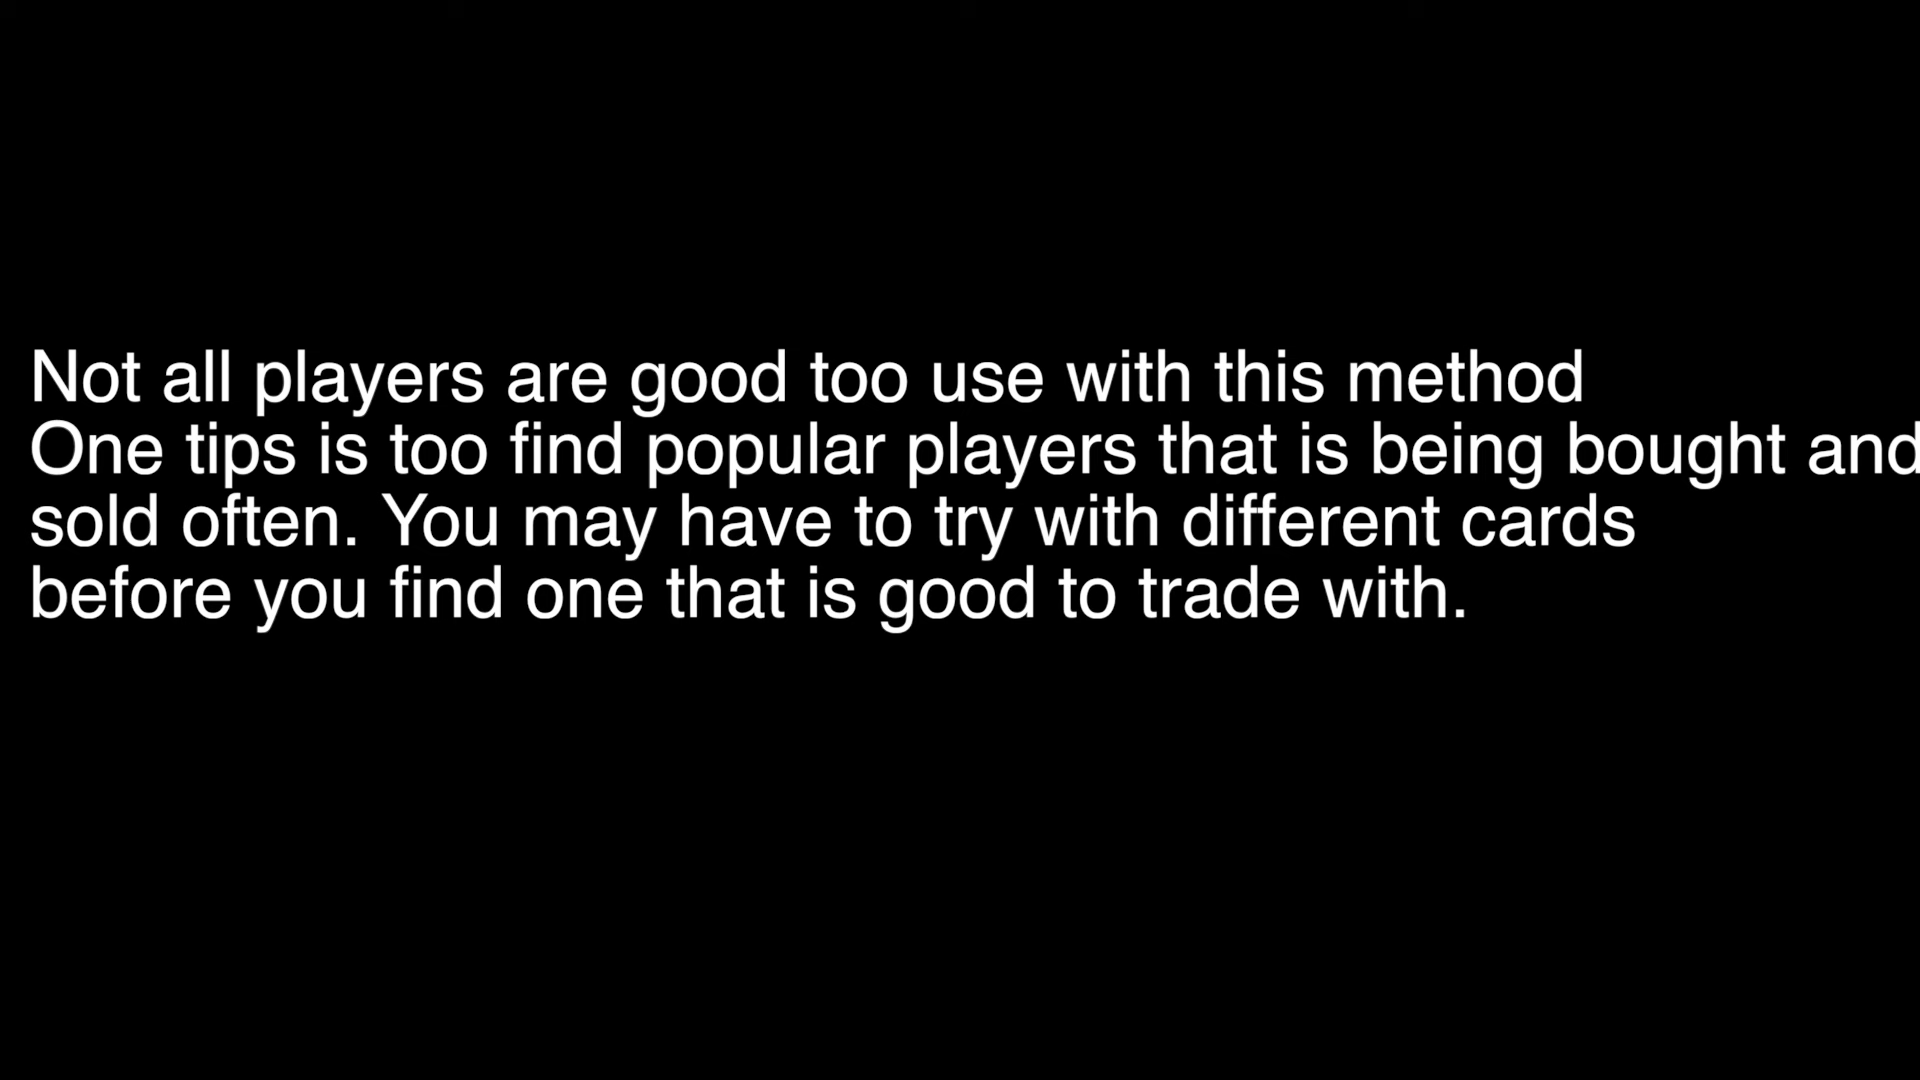 Not all players are good too use with this method
One tips is too find popular players that is being bought and
sold often. You may have to try with different cards
before you find one that is good to trade with.